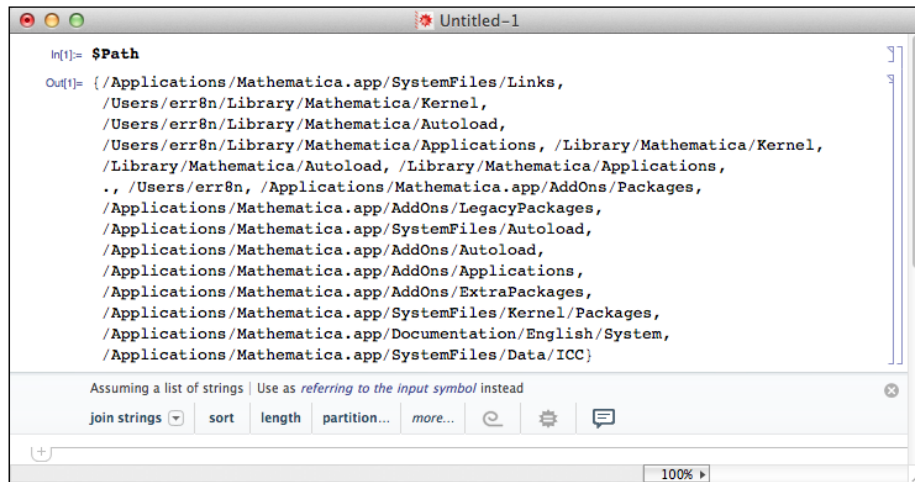 Untitled-1
In[1]:= $Path
Out[1]= {/Applications/Mathematica.app/SystemFiles/Links,
/Users/err8n/Library/Mathematica/Kernel,
/Users/err8n/Library/Mathematica/Autoload,
/Users/err8n/Library/Mathematica/Applications, /Library/Mathematica/Kernel,
/Library/Mathematica/Autoload, /Library/Mathematica/Applications,
., /Users/err8n, /Applications/Mathematica.app/AddOns/Packages,
/Applications/Mathematica.app/AddOns/LegacyPackages,
/Applications/Mathematica.app/SystemFiles/Autoload,
/Applications/Mathematica.app/AddOns/Autoload,
/Applications/Mathematica.app/AddOns/Applications,
/Applications/Mathematica.app/AddOns/ExtraPackages,
/Applications/Mathematica.app/SystemFiles/Kernel/Packages,
/Applications/Mathematica.app/Documentation/English/System,
/Applications/Mathematica.app/SystemFiles/Data/ICC}
Assuming a list of strings | Use as referring to the input symbol instead
join strings sort length partition... more...
100%